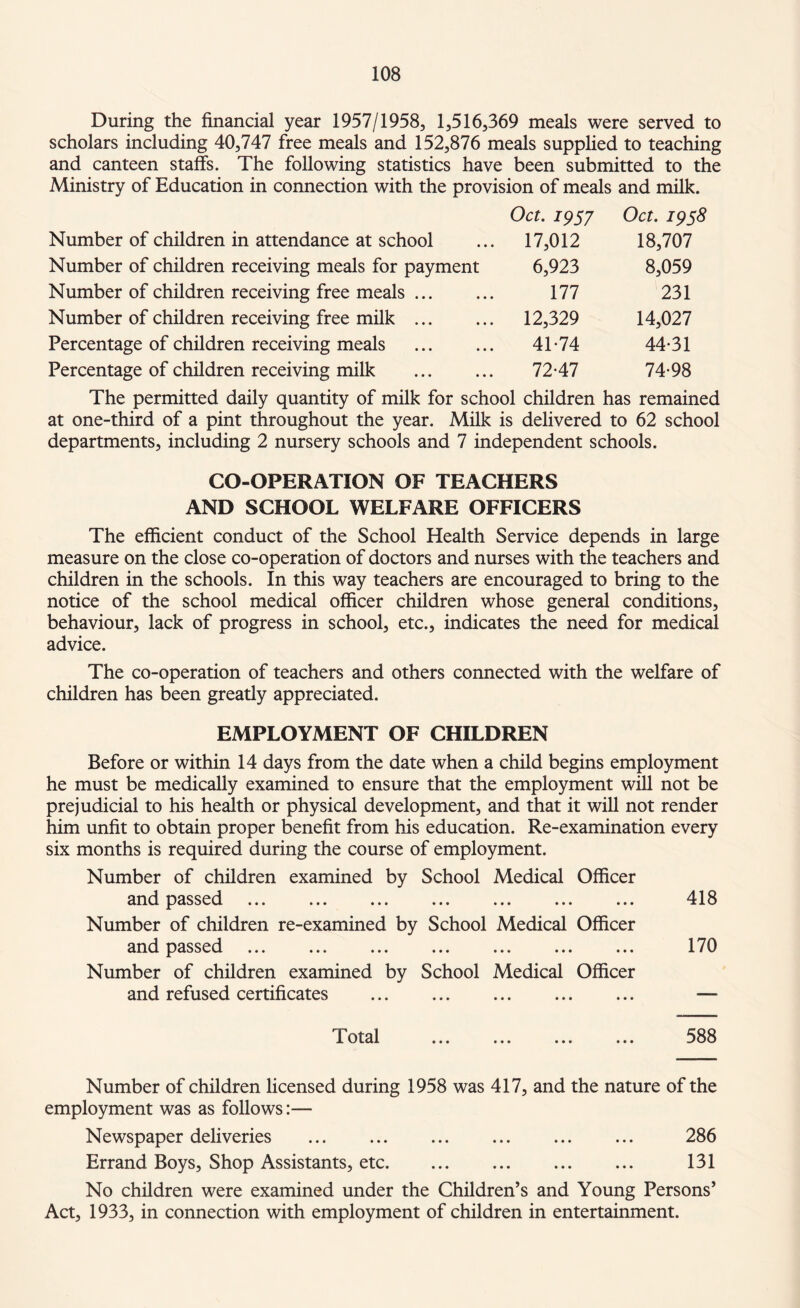 108
During the financial year 1957/1958, 1,516,369 meals were served to
scholars including 40,747 free meals and 152,876 meals supplied to teaching
and canteen staffs. The following statistics have been submitted to the
Ministry of Education in connection with the provision of meals and milk.
Oct. 1957 Oct. 1958
Number of children in attendance at school ... 17,012 18,707
Number of children receiving meals for payment 6,923 8,059
Number of children receiving free meals ... ... 177 231
Number of children receiving free milk ... ... 12,329 14,027
Percentage of children receiving meals ... ... 41·74 44·31
Percentage of children receiving milk ... ... 72·47 74·98
The permitted daily quantity of milk for school children has remained
at one-third of a pint throughout the year. Milk is delivered to 62 school
departments, including 2 nursery schools and 7 independent schools.
CO-OPERATION OF TEACHERS
AND SCHOOL WELFARE OFFICERS
The efficient conduct of the School Health Service depends in large
measure on the close co-operation of doctors and nurses with the teachers and
children in the schools. In this way teachers are encouraged to bring to the
notice of the school medical officer children whose general conditions,
behaviour, lack of progress in school, etc., indicates the need for medical
advice.
The co-operation of teachers and others connected with the welfare of
children has been greatly appreciated.
EMPLOYMENT OF CHILDREN
Before or within 14 days from the date when a child begins employment
he must be medically examined to ensure that the employment will not be
prejudicial to his health or physical development, and that it will not render
him unfit to obtain proper benefit from his education. Re-examination every
six months is required during the course of employment.
Number of children examined by School Medical Officer
and passed ... ... ... ... ... ... ... 418
Number of children re-examined by School Medical Officer
and passed ... ... ... ... ... ... ... 170
Number of children examined by School Medical Officer
and refused certificates ... ... ... ... ... —
Total ... ... ... ... 588
Number of children licensed during 1958 was 417, and the nature of the
employment was as follows:—
Newspaper deliveries ... ... ... ... ... ... 286
Errand Boys, Shop Assistants, etc. ... ... ... ... 131
No children were examined under the Children's and Young Persons'
Act, 1933, in connection with employment of children in entertainment.